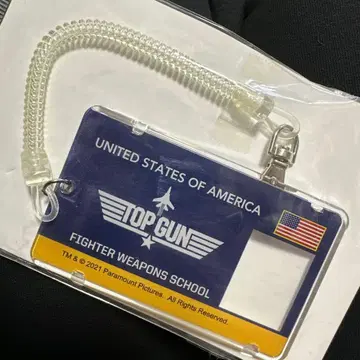 UNITED STATES OF AMERICA
TOP GUN
FIGHTER WEAPONS SCHOOL
TM & © 2021 Paramount Pictures. All Rights Reserved.